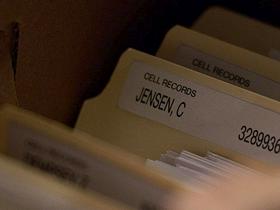 CELL RECORDS
CELL RECORDS
JENSEN, C
3289936